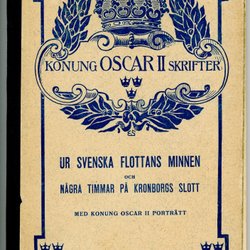 KONUNG OSCAR II SKRIFTER
UR SVENSKA FLOTTANS MINNEN
OCH
NÅGRA TIMMAR PÅ KRONBORGS SLOTT
MED KONUNG OSCAR II PORTRÄTT